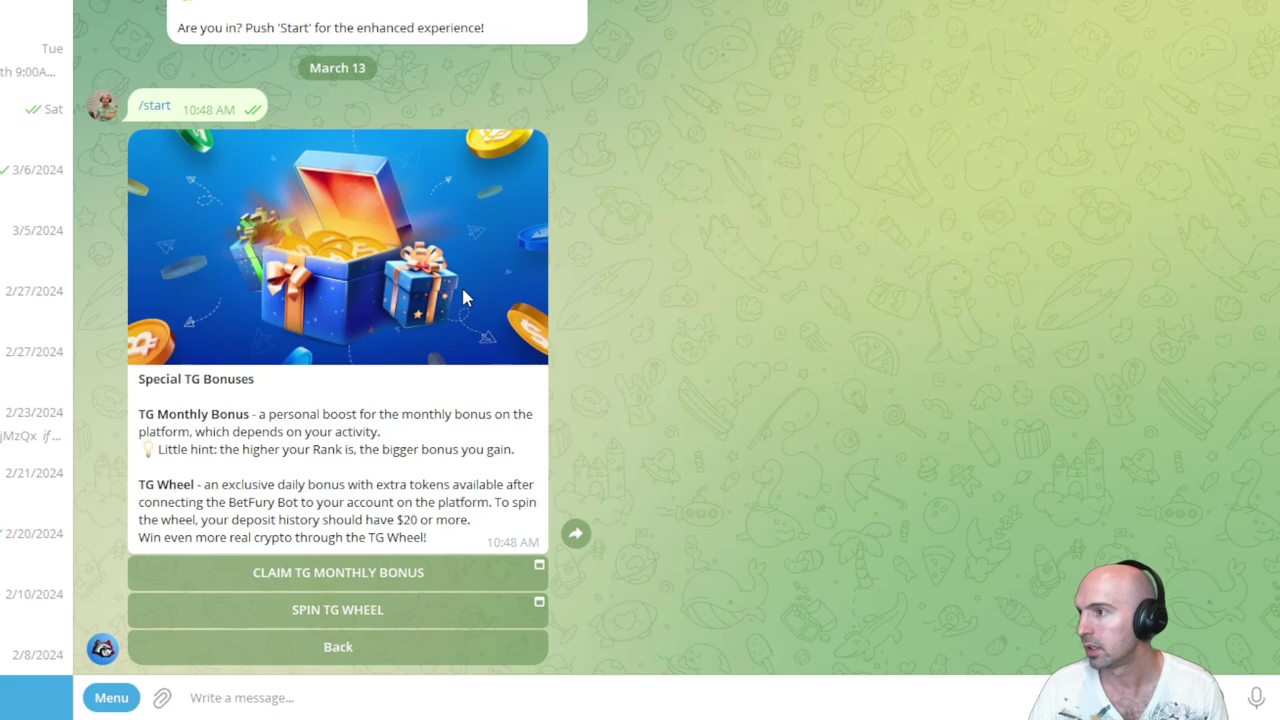 Are you in? Push 'Start' for the enhanced experience!
Tue
March 13
th 9:00A...
Sat
/start
10:48 AM
3/6/2024
3/5/2024
2/27/2024
2/27/2024
Special TG Bonuses
2/23/2024
TG Monthly Bonus - a personal boost for the monthly bonus on the
platform, which depends on your activity.
jMzQx if ...
Little hint: the higher your Rank is, the bigger bonus you gain.
2/21/2024
TG Wheel - an exclusive daily bonus with extra tokens available after
connecting the BetFury Bot to your account on the platform. To spin
the wheel, your deposit history should have $20 or more.
2/20/2024
Win even more real crypto through the TG Wheel!
10:48 AM
CLAIM TG MONTHLY BONUS
2/10/2024
SPIN TG WHEEL
Back
2/8/2024
Menu
Write a message...